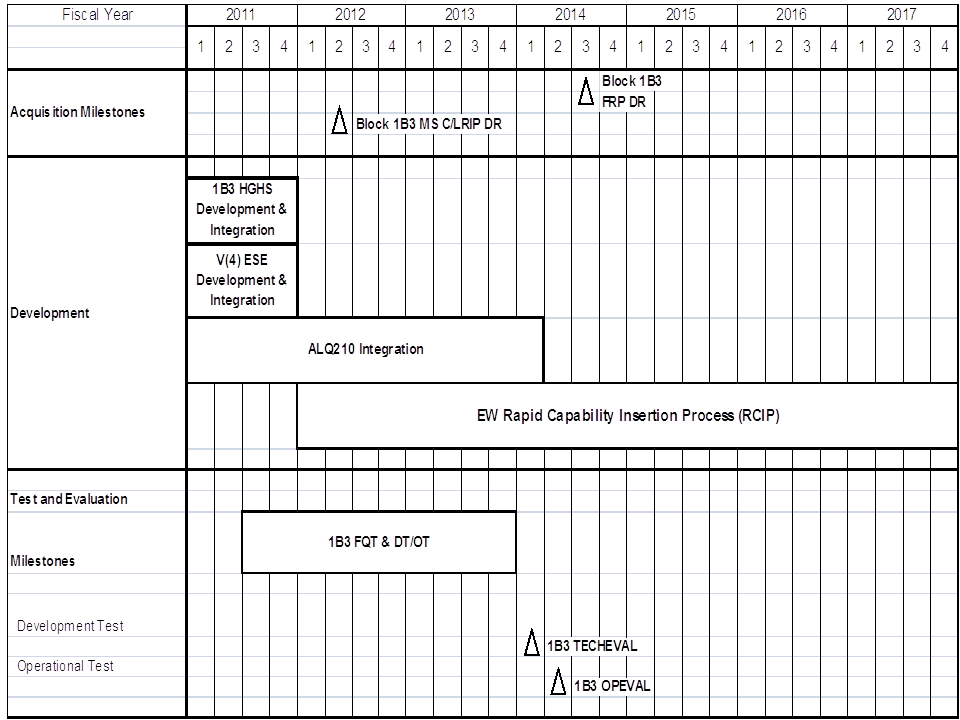 Fiscal Year 2011 2012 2013 2014 2015 2016 2017
1 2 3 4 1 2 3 4 1 2 3 4 1 2 3 4 1 2 3 4 1 2 3 4 1 2 3 4
Block 1B3
FRP DR
Acquisition Milestones
Block 1B3 MS C/LRIP DR
1B3 HGHS
Development &
Integration
V(4) ESE
Development &
Integration
Development
ALQ210 Integration
EW Rapid Capability Insertion Process (RCIP)
Test and Evaluation
1B3 FQT & DT/OT
Milestones
Development Test
1B3 TECHEVAL
Operational Test
1B3 OPEVAL